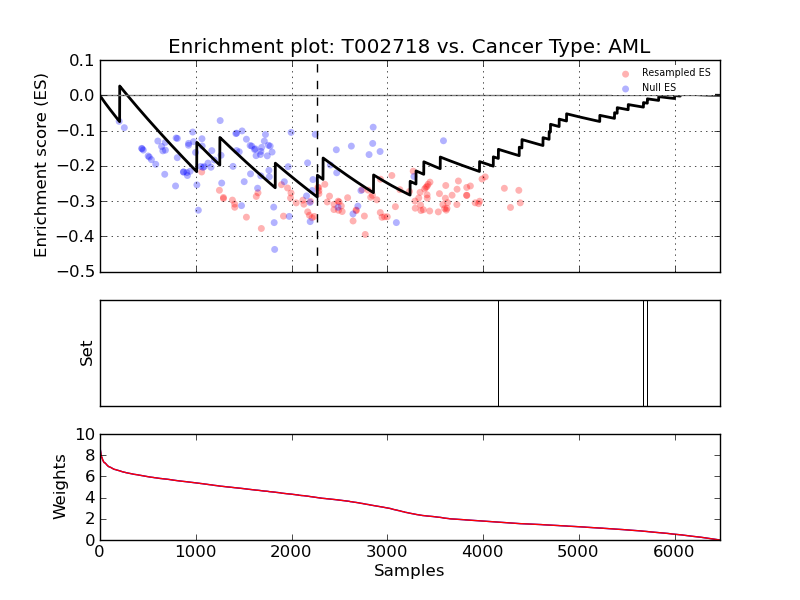 Enrichment plot: T002718 vs. Cancer Type: AML
Enrichment score (ES)
0.1
0.0
−0.1
−0.2
−0.3
−0.4
−0.5
Resampled ES
Null ES
Set
Weights
10
8
6
4
2
0
0 1000 2000 3000 4000 5000 6000
Samples